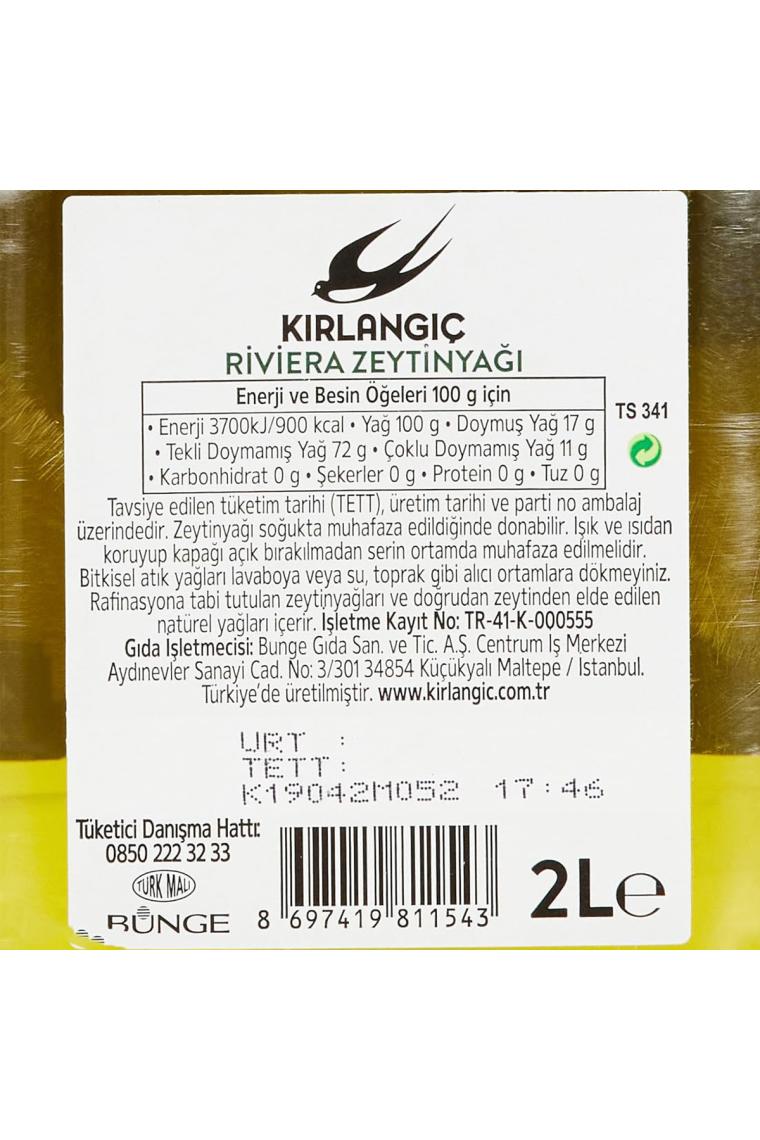 KIRLANGIÇ
RİVİERA ZEYTİNYAĞI
Enerji ve Besin Öğeleri 100 g için
• Enerji 3700kJ/900 kcal • Yağ 100 g • Doymuş Yağ 17 g
• Tekli Doymamış Yağ 72 g • Çoklu Doymamış Yağ 11 g
• Karbonhidrat 0 g • Şekerler 0 g • Protein 0 g • Tuz 0 g
TS 341
Tavsiye edilen tüketim tarihi (TETT), üretim tarihi ve parti no ambalaj
üzerindedir. Zeytinyağı soğukta muhafaza edildiğinde donabilir. Işık ve ısıdan
koruyup kapağı açık bırakılmadan serin ortamda muhafaza edilmelidir.
Bitkisel atık yağları lavaboya veya su, toprak gibi alıcı ortamlara dökmeyiniz.
Rafinasyona tabi tutulan zeytinyağları ve doğrudan zeytinden elde edilen
natürel yağları içerir. İşletme Kayıt No: TR-41-K-000555
Gıda İşletmecisi: Bunge Gıda San. ve Tic. A.Ş. Centrum İş Merkezi
Aydınevler Sanayi Cad. No: 3/301 34854 Küçükyalı Maltepe / İstanbul.
Türkiye'de üretilmiştir. www.kirlangic.com.tr
URT :
TETT :
K19042M052 17:46
Tüketici Danışma Hattı:
0850 222 32 33
TÜRK MALI
BUNGE
8 697419 811543
2L e